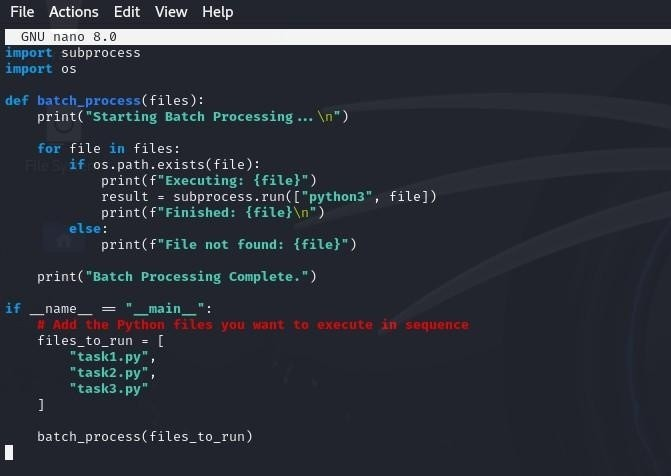 File Actions Edit View Help
GNU nano 8.0
import subprocess
import os
def batch_process(files):
    print("Starting Batch Processing...\n")
    for file in files:
        if os.path.exists(file):
            print(f"Executing: {file}")
            result = subprocess.run(["python3", file])
            print(f"Finished: {file}\n")
        else:
            print(f"File not found: {file}")
    print("Batch Processing Complete.")
if __name__ == "__main__":
    # Add the Python files you want to execute in sequence
    files_to_run = [
        "task1.py",
        "task2.py",
        "task3.py"
    ]
    batch_process(files_to_run)